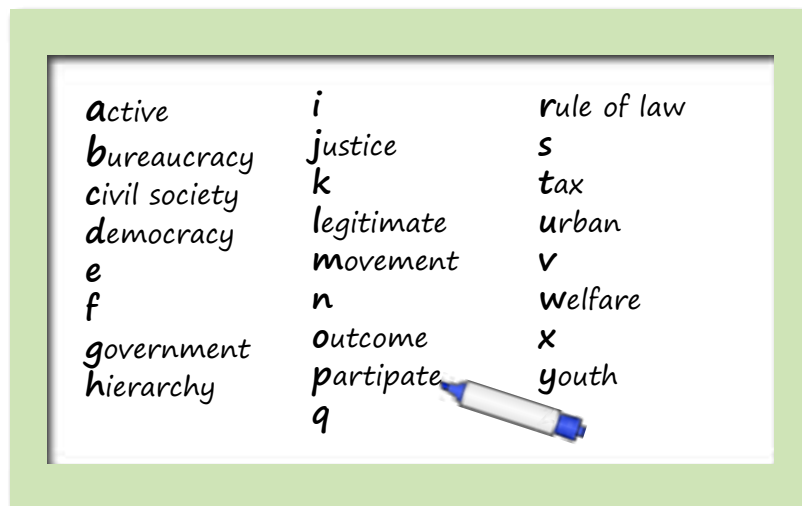 active
bureaucracy
civil society
democracy
e
f
government
hierarchy
i
justice
k
legitimate
movement
n
outcome
partipate
q
rule of law
s
tax
urban
v
welfare
x
youth